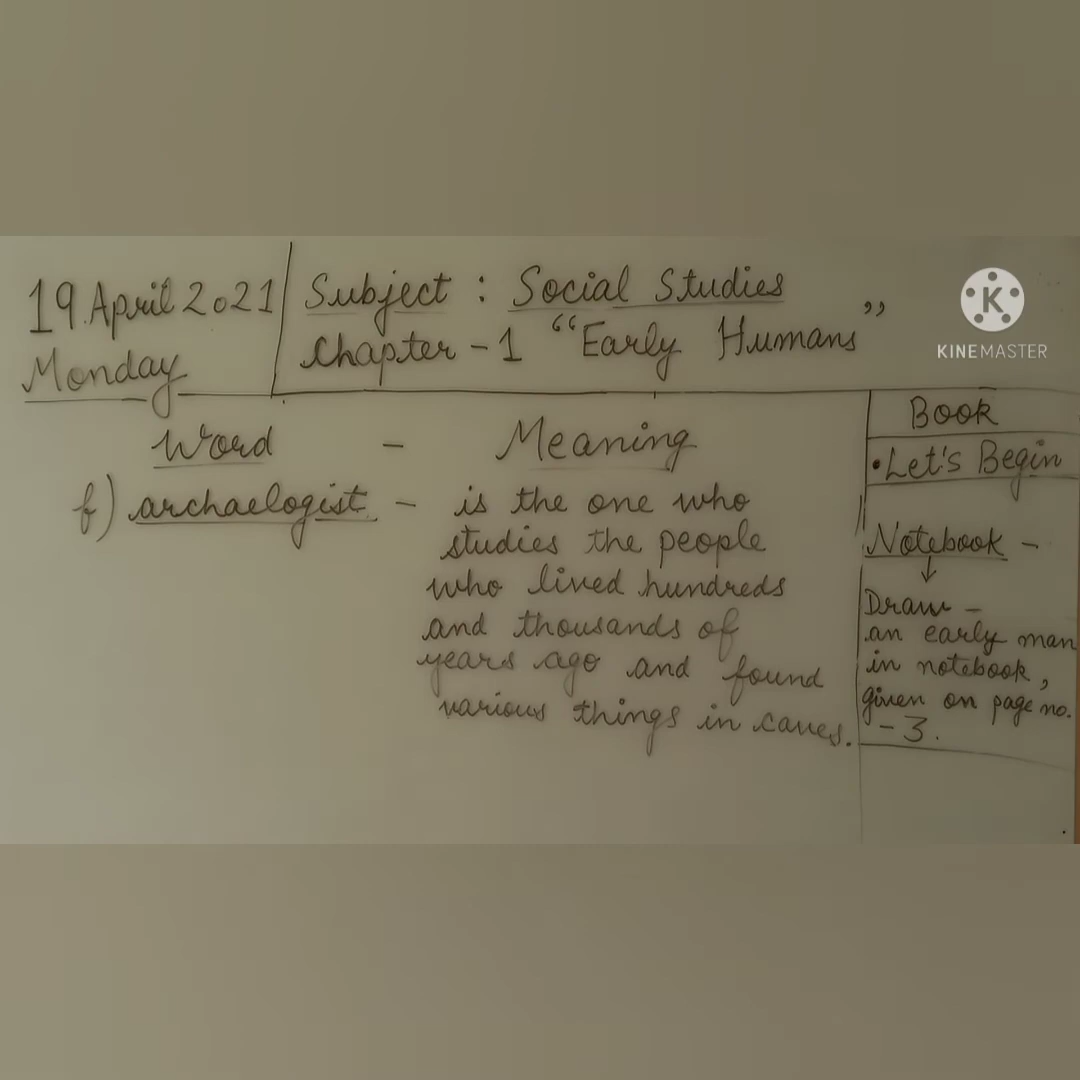 19 April 2021
Monday
Subject : Social Studies
Chapter - 1 "Early Humans"
KINEMASTER
Word - Meaning
f) archaelogist - is the one who
studies the people
who lived hundreds
and thousands of
years ago and found
various things in caves.
Book
• Let's Begin
Notebook -
↓
Draw -
an early man
in notebook,
given on page no.
- 3.